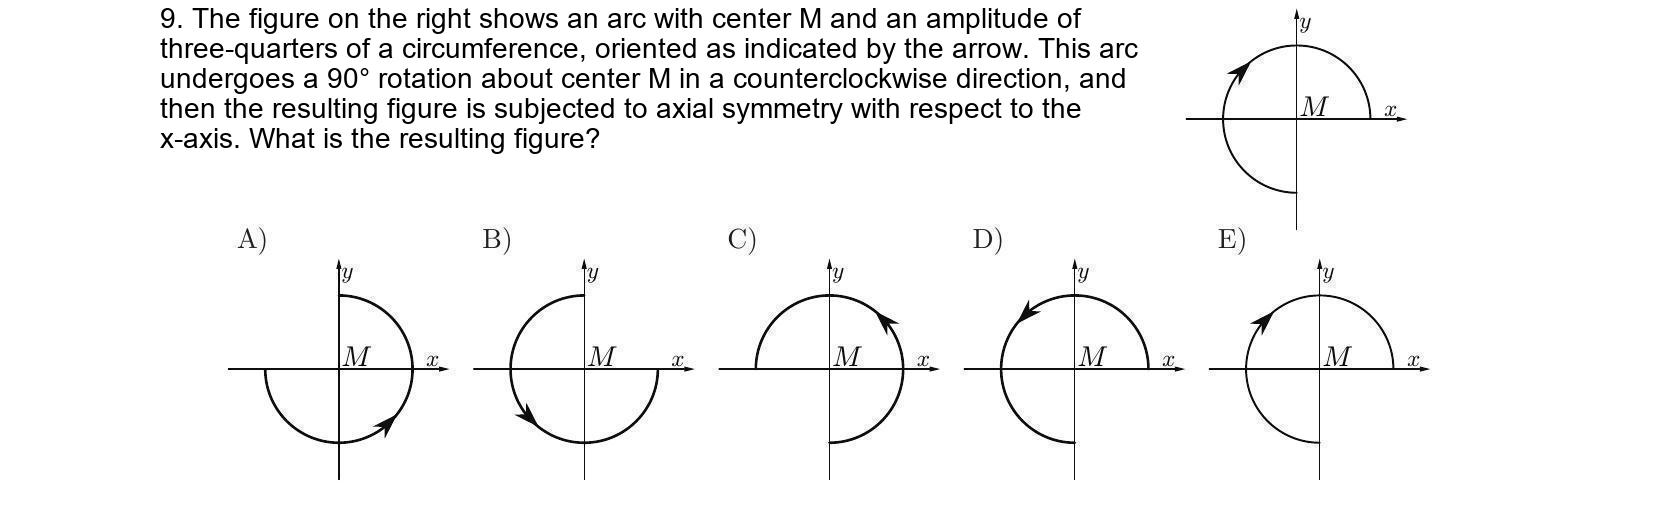 9. The figure on the right shows an arc with center M and an amplitude of
three-quarters of a circumference, oriented as indicated by the arrow. This arc
undergoes a 90° rotation about center M in a counterclockwise direction, and
then the resulting figure is subjected to axial symmetry with respect to the
x-axis. What is the resulting figure?
y
M x
A) B) C) D) E)
y y y y y
M x M x M x M x M x